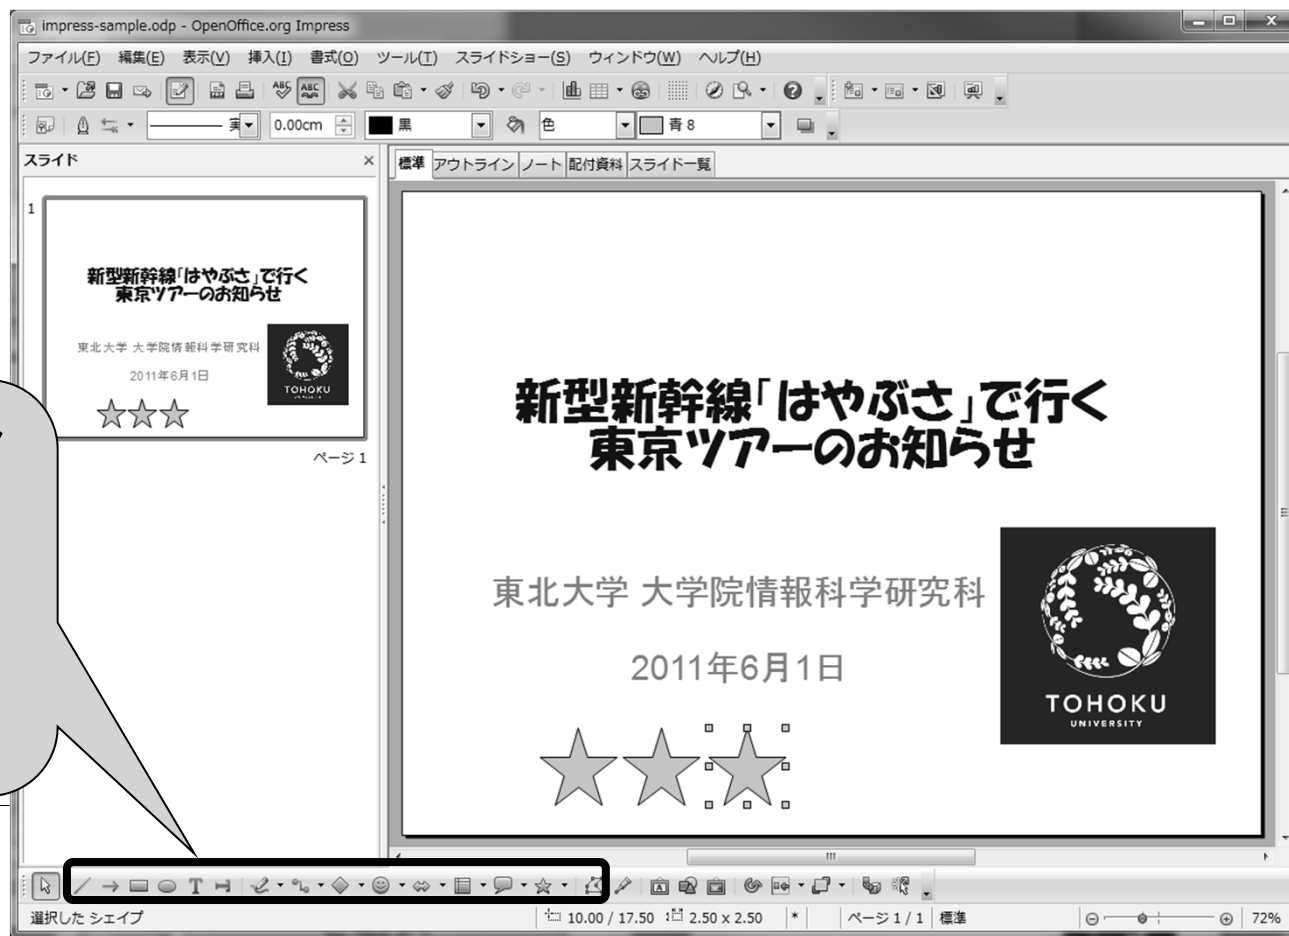 impress-sample.odp - OpenOffice.org Impress
ファイル(F) 編集(E) 表示(V) 挿入(I) 書式(O) ツール(T) スライドショー(S) ウィンドウ(W) ヘルプ(H)
実 0.00cm 黒 色 青 8
スライド ×
標準 アウトライン ノート 配付資料 スライド一覧
1
新型新幹線「はやぶさ」で行く
東京ツアーのお知らせ
東北大学 大学院情報科学研究科
2011年6月1日
TOHOKU
ページ 1
新型新幹線「はやぶさ」で行く
東京ツアーのお知らせ
東北大学 大学院情報科学研究科
2011年6月1日
TOHOKU
UNIVERSITY
選択した シェイプ 10.00 / 17.50 2.50 x 2.50 * ページ 1 / 1 標準 72%